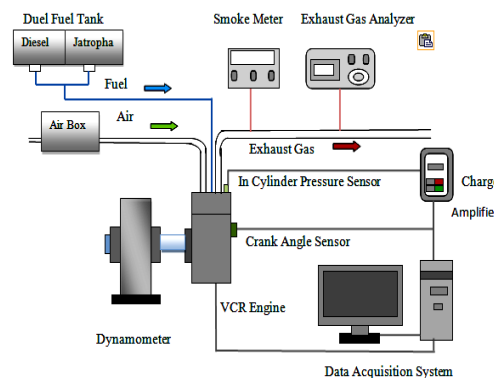 Duel Fuel Tank
Smoke Meter
Exhaust Gas Analyzer
Diesel
Jatropha
Fuel
Air Box
Air
Exhaust Gas
In Cylinder Pressure Sensor
Charge
Amplifie
Crank Angle Sensor
VCR Engine
Dynamometer
Data Acquisition System